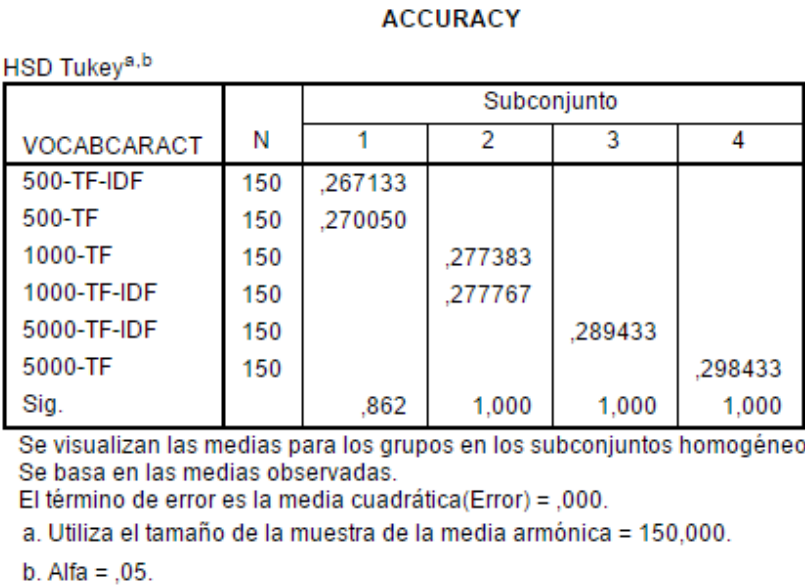 ACCURACY
HSD Tukeya,b
Subconjunto
VOCABCARACT N 1 2 3 4
500-TF-IDF 150 ,267133
500-TF 150 ,270050
1000-TF 150 ,277383
1000-TF-IDF 150 ,277767
5000-TF-IDF 150 ,289433
5000-TF 150 ,298433
Sig. ,862 1,000 1,000 1,000
Se visualizan las medias para los grupos en los subconjuntos homogéneo
Se basa en las medias observadas.
El término de error es la media cuadrática(Error) = ,000.
a. Utiliza el tamaño de la muestra de la media armónica = 150,000.
b. Alfa = ,05.